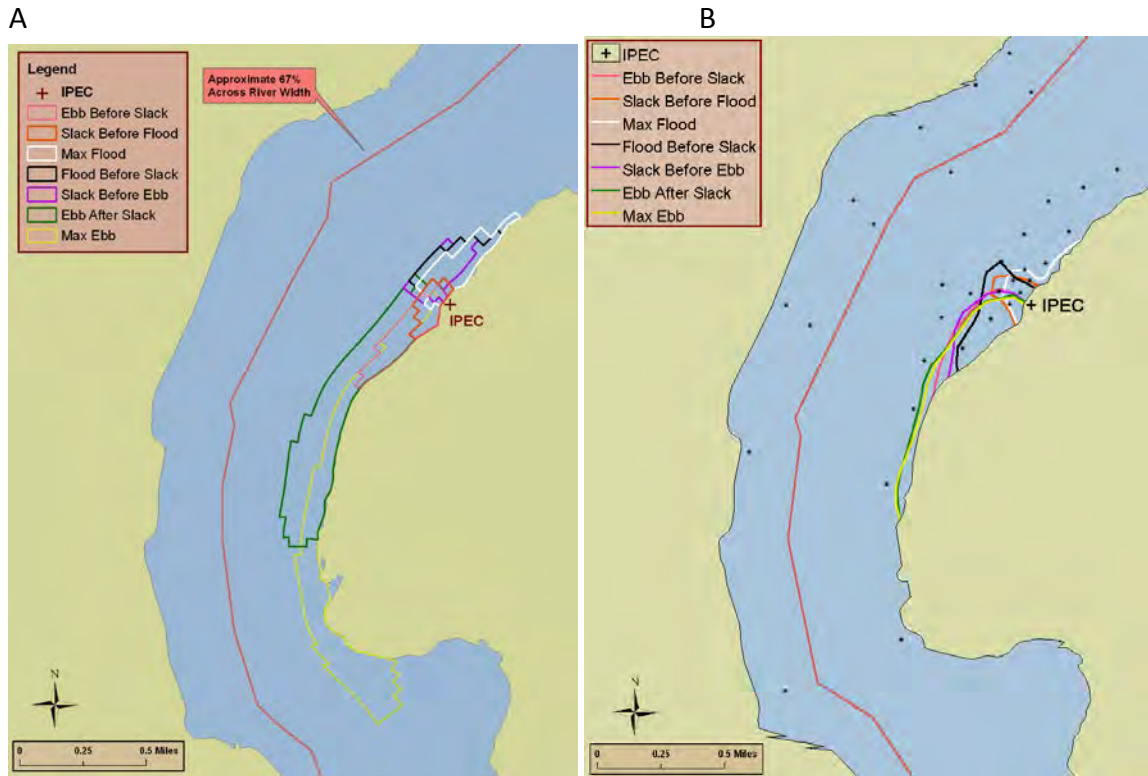 A
Legend
IPEC
Ebb Before Slack
Slack Before Flood
Max Flood
Flood Before Slack
Slack Before Ebb
Ebb After Slack
Max Ebb
Approximate 67%
Across River Width
IPEC
N
0 0.25 0.5 Miles
B
IPEC
Ebb Before Slack
Slack Before Flood
Max Flood
Flood Before Slack
Slack Before Ebb
Ebb After Slack
Max Ebb
IPEC
N
0 0.25 0.5 Miles